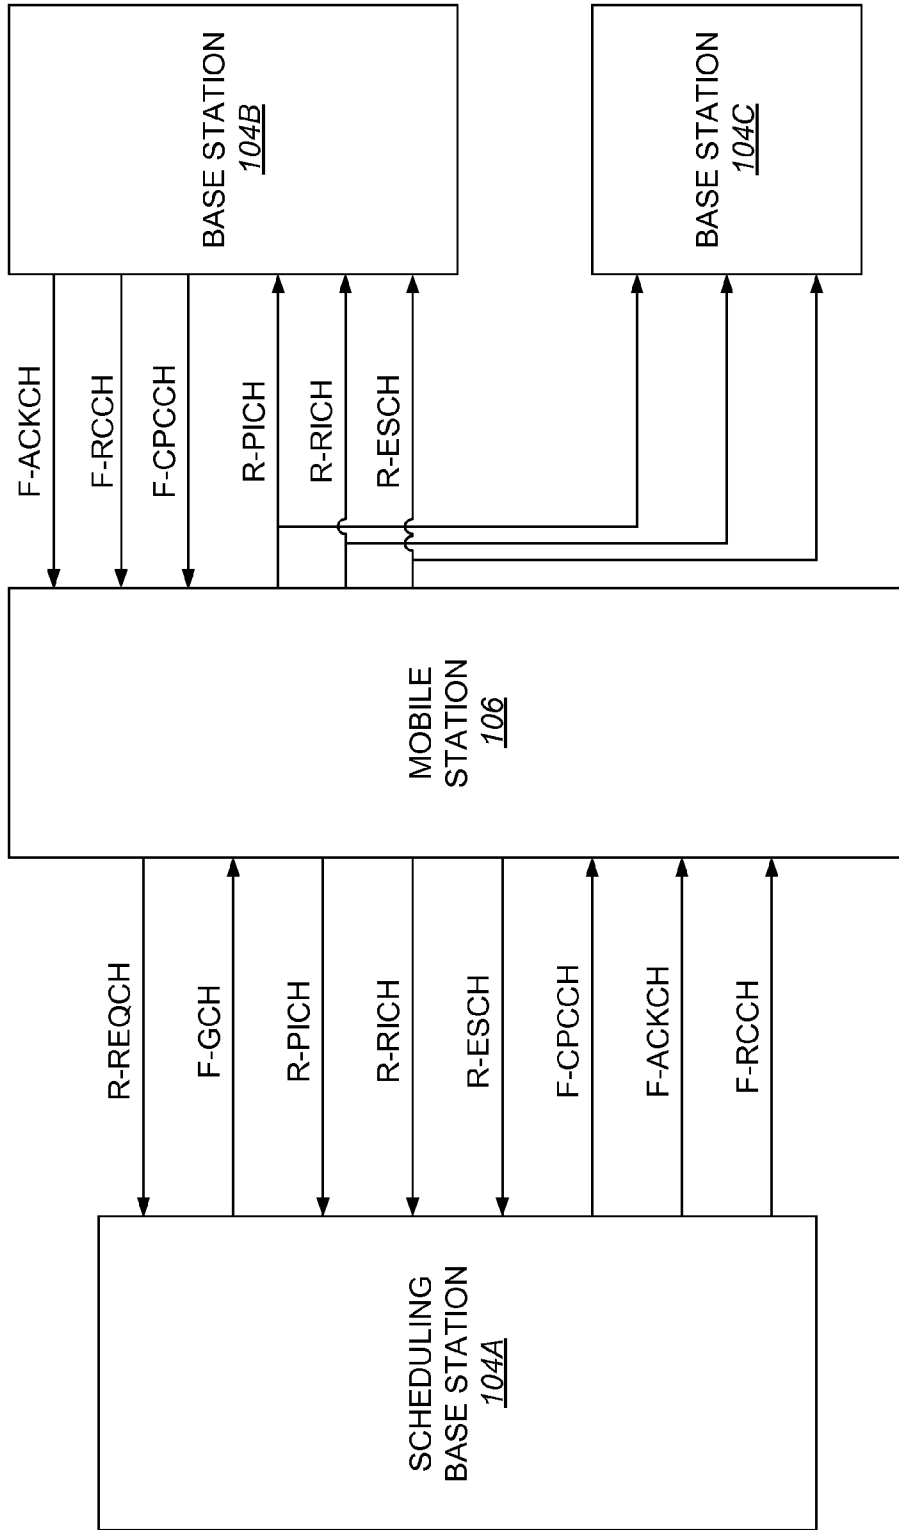 SCHEDULING
BASE STATION
104A
R-REQCH
F-GCH
R-PICH
R-RICH
R-ESCH
F-CPCCH
F-ACKCH
F-RCCH
MOBILE
STATION
106
F-ACKCH
F-RCCH
F-CPCCH
R-PICH
R-RICH
R-ESCH
BASE STATION
104B
BASE STATION
104C